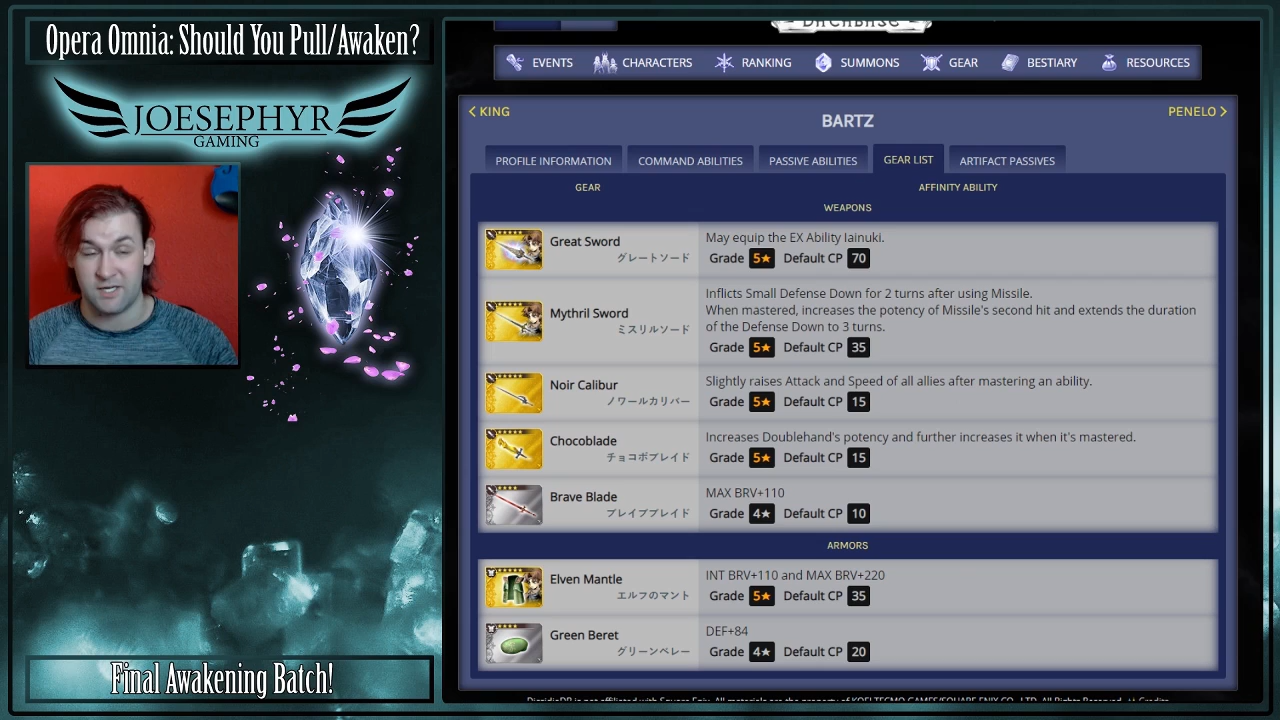 Opera Omnia: Should You Pull/Awaken?
JOESEPHYR
GAMING
Final Awakening Batch!
EVENTS
CHARACTERS
RANKING
SUMMONS
GEAR
BESTIARY
RESOURCES
KING
BARTZ
PENELO
PROFILE INFORMATION
COMMAND ABILITIES
PASSIVE ABILITIES
GEAR LIST
ARTIFACT PASSIVES
GEAR
AFFINITY ABILITY
WEAPONS
Great Sword
グレートソード
May equip the EX Ability Iainuki.
Grade 5★ Default CP 70
Mythril Sword
ミスリルソード
Inflicts Small Defense Down for 2 turns after using Missile.
When mastered, increases the potency of Missile's second hit and extends the duration
of the Defense Down to 3 turns.
Grade 5★ Default CP 35
Noir Calibur
ノワールカリバー
Slightly raises Attack and Speed of all allies after mastering an ability.
Grade 5★ Default CP 15
Chocoblade
チョコボブレイド
Increases Doublehand's potency and further increases it when it's mastered.
Grade 5★ Default CP 15
Brave Blade
ブレイブブレイド
MAX BRV+110
Grade 4★ Default CP 10
ARMORS
Elven Mantle
エルフのマント
INT BRV+110 and MAX BRV+220
Grade 5★ Default CP 35
Green Beret
グリーンベレー
DEF+84
Grade 4★ Default CP 20